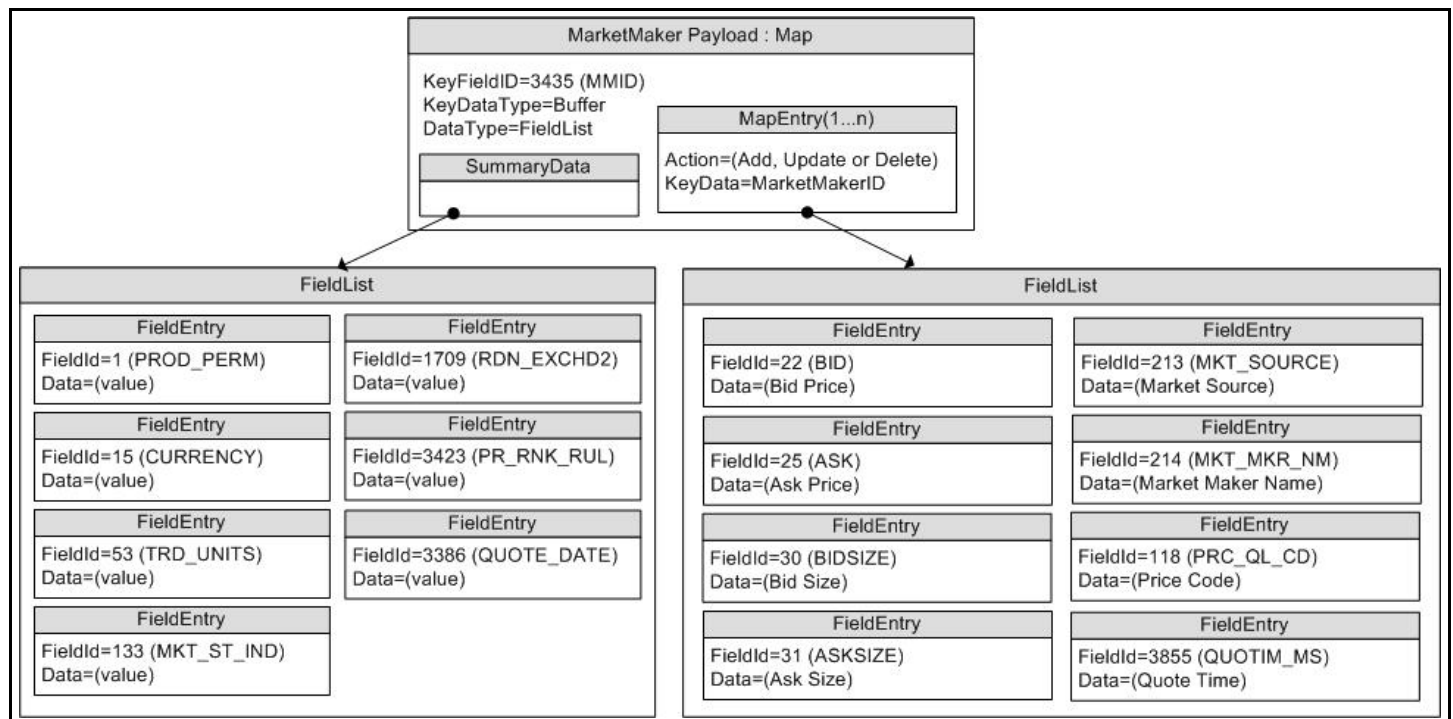 MarketMaker Payload : Map
KeyFieldID=3435 (MMID)
KeyDataType=Buffer
DataType=FieldList
SummaryData
MapEntry(1...n)
Action=(Add, Update or Delete)
KeyData=MarketMakerID
FieldList
FieldEntry
FieldId=1 (PROD_PERM)
Data=(value)
FieldEntry
FieldId=1709 (RDN_EXCHD2)
Data=(value)
FieldEntry
FieldId=15 (CURRENCY)
Data=(value)
FieldEntry
FieldId=3423 (PR_RNK_RUL)
Data=(value)
FieldEntry
FieldId=53 (TRD_UNITS)
Data=(value)
FieldEntry
FieldId=3386 (QUOTE_DATE)
Data=(value)
FieldEntry
FieldId=133 (MKT_ST_IND)
Data=(value)
FieldList
FieldEntry
FieldId=22 (BID)
Data=(Bid Price)
FieldEntry
FieldId=213 (MKT_SOURCE)
Data=(Market Source)
FieldEntry
FieldId=25 (ASK)
Data=(Ask Price)
FieldEntry
FieldId=214 (MKT_MKR_NM)
Data=(Market Maker Name)
FieldEntry
FieldId=30 (BIDSIZE)
Data=(Bid Size)
FieldEntry
FieldId=118 (PRC_QL_CD)
Data=(Price Code)
FieldEntry
FieldId=31 (ASKSIZE)
Data=(Ask Size)
FieldEntry
FieldId=3855 (QUOTIM_MS)
Data=(Quote Time)